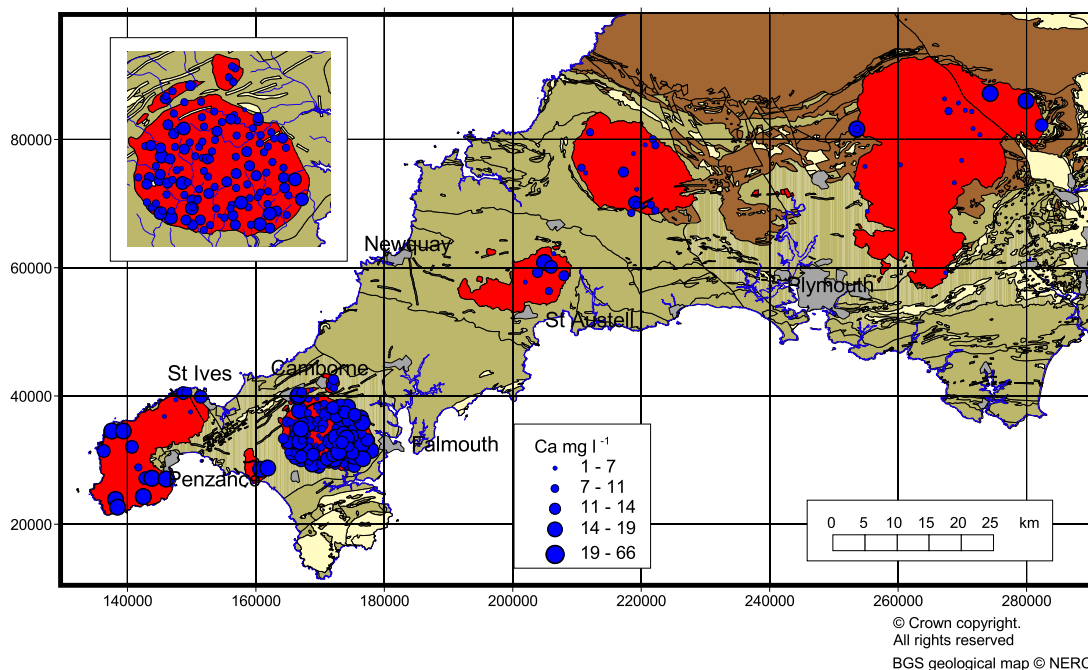 80000
60000
40000
20000
Newquay
Plymouth
St Austell
Camborne
St Ives
Falmouth
Penzance
Ca mg l -1
1 - 7
7 - 11
11 - 14
14 - 19
19 - 66
0 5 10 15 20 25 km
140000 160000 180000 200000 220000 240000 260000 280000
© Crown copyright.
All rights reserved
BGS geological map © NERC